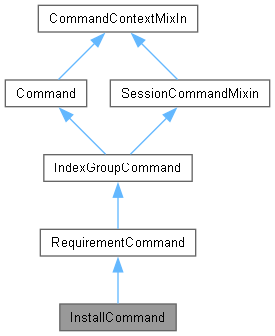 CommandContextMixIn
Command
SessionCommandMixin
IndexGroupCommand
RequirementCommand
InstallCommand